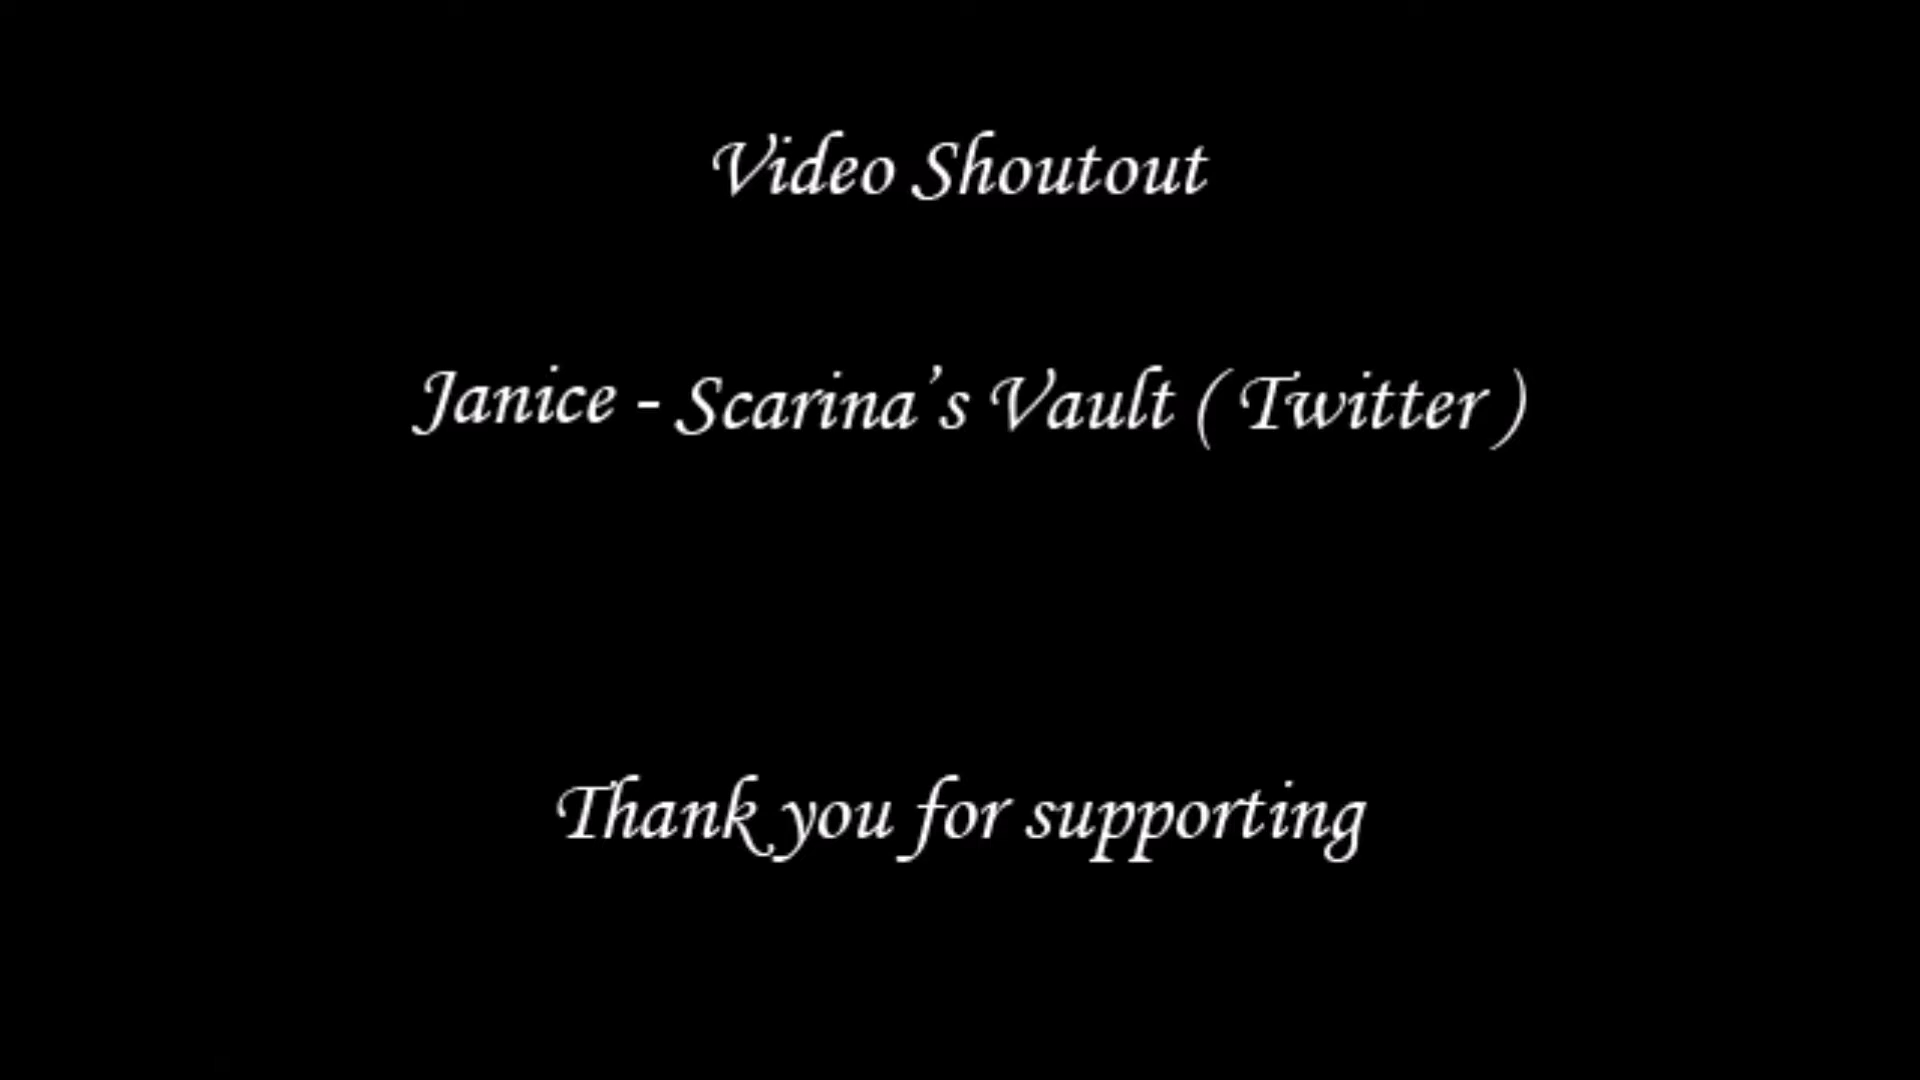 Video Shoutout
Janice - Scarina's Vault ( Twitter )
Thank you for supporting